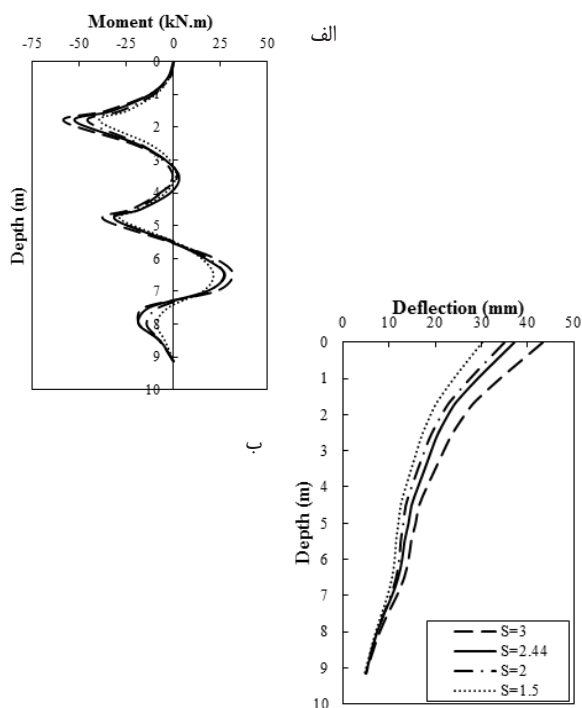 الف
Moment (kN.m)
-75 -50 -25 0 25 50
0
1
2
3
4
5
6
7
8
9
10
Depth (m)
ب
Deflection (mm)
0 10 20 30 40 50
0
1
2
3
4
5
6
7
8
9
10
Depth (m)
S=3
S=2.44
S=2
S=1.5